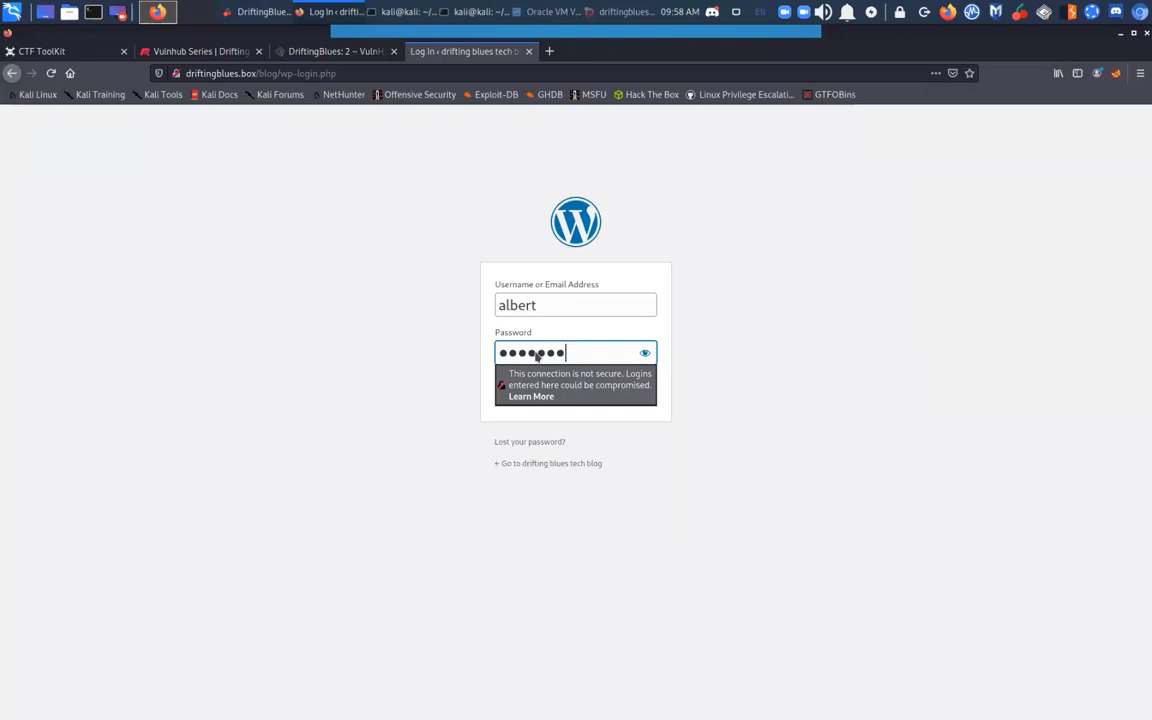 DriftingBlue...
Log In ‹ drifti...
kali@kali: ~/...
kali@kali: ~/...
Oracle VM V...
driftingblues...
09:58 AM
EN
CTF ToolKit
Vulnhub Series | Drifting
DriftingBlues: 2 ~ VulnH
Log In ‹ drifting blues tech b
driftingblues.box/blog/wp-login.php
Kali Linux
Kali Training
Kali Tools
Kali Docs
Kali Forums
NetHunter
Offensive Security
Exploit-DB
GHDB
MSFU
Hack The Box
Linux Privilege Escalati...
GTFOBins
Username or Email Address
albert
Password
This connection is not secure. Logins
entered here could be compromised.
Learn More
Lost your password?
← Go to drifting blues tech blog